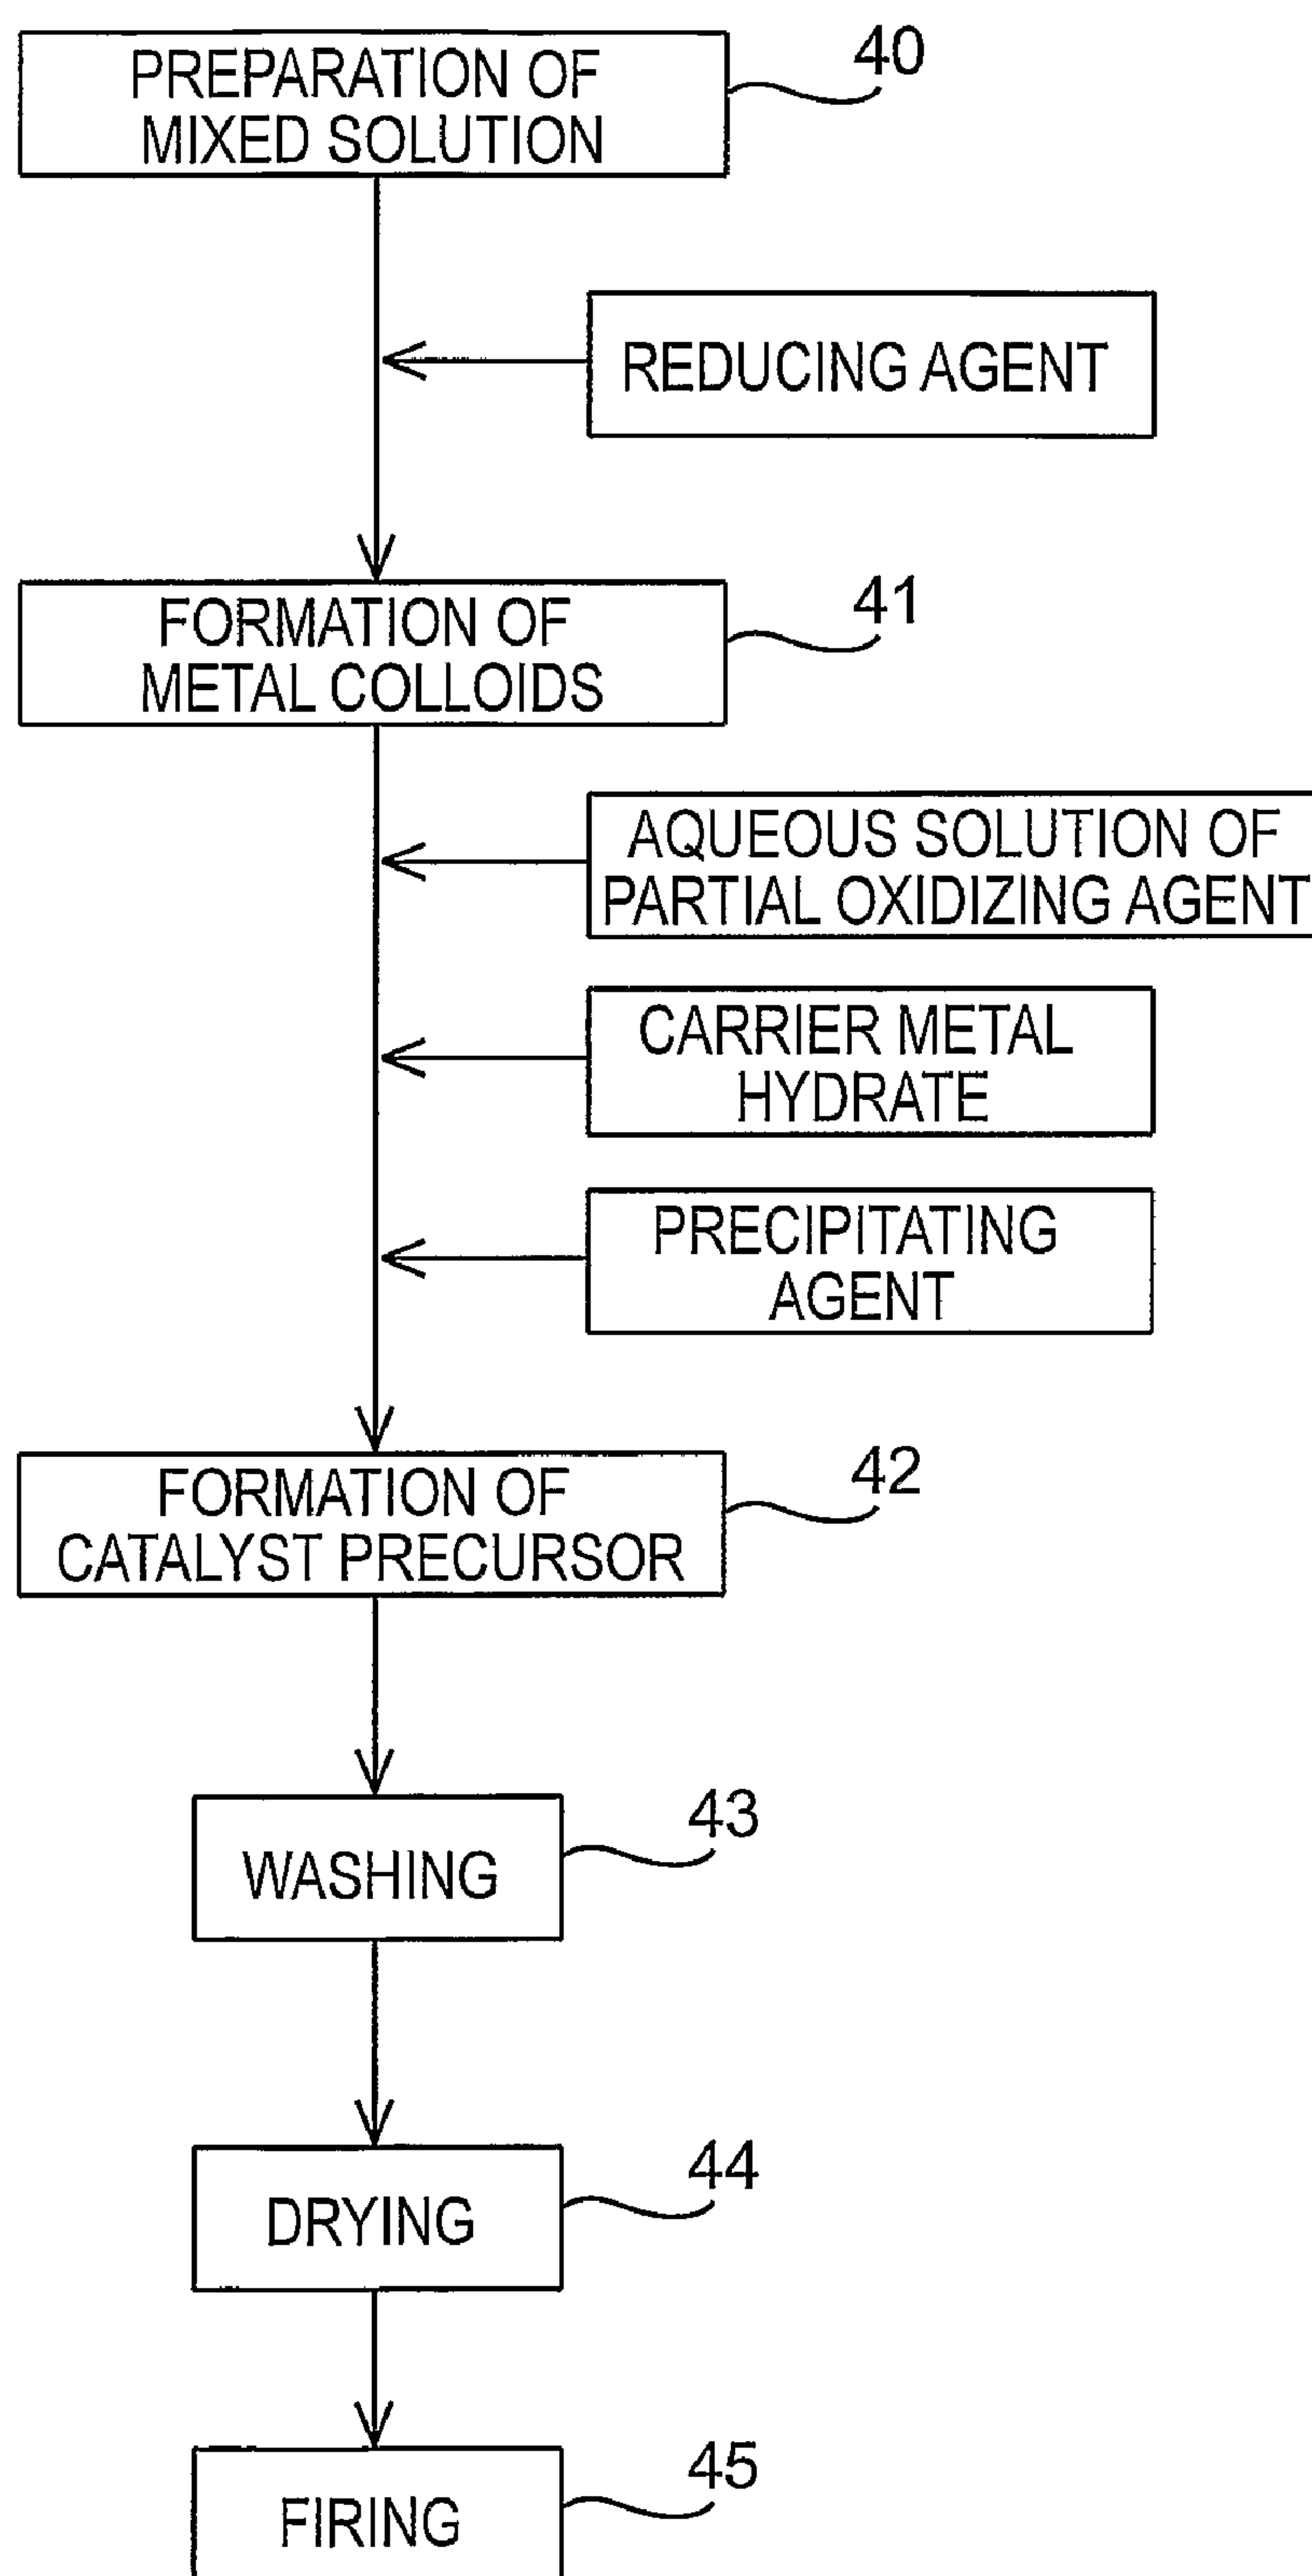 PREPARATION OF
MIXED SOLUTION
40
REDUCING AGENT
FORMATION OF
METAL COLLOIDS
41
AQUEOUS SOLUTION OF
PARTIAL OXIDIZING AGENT
CARRIER METAL
HYDRATE
PRECIPITATING
AGENT
FORMATION OF
CATALYST PRECURSOR
42
WASHING
43
DRYING
44
FIRING
45